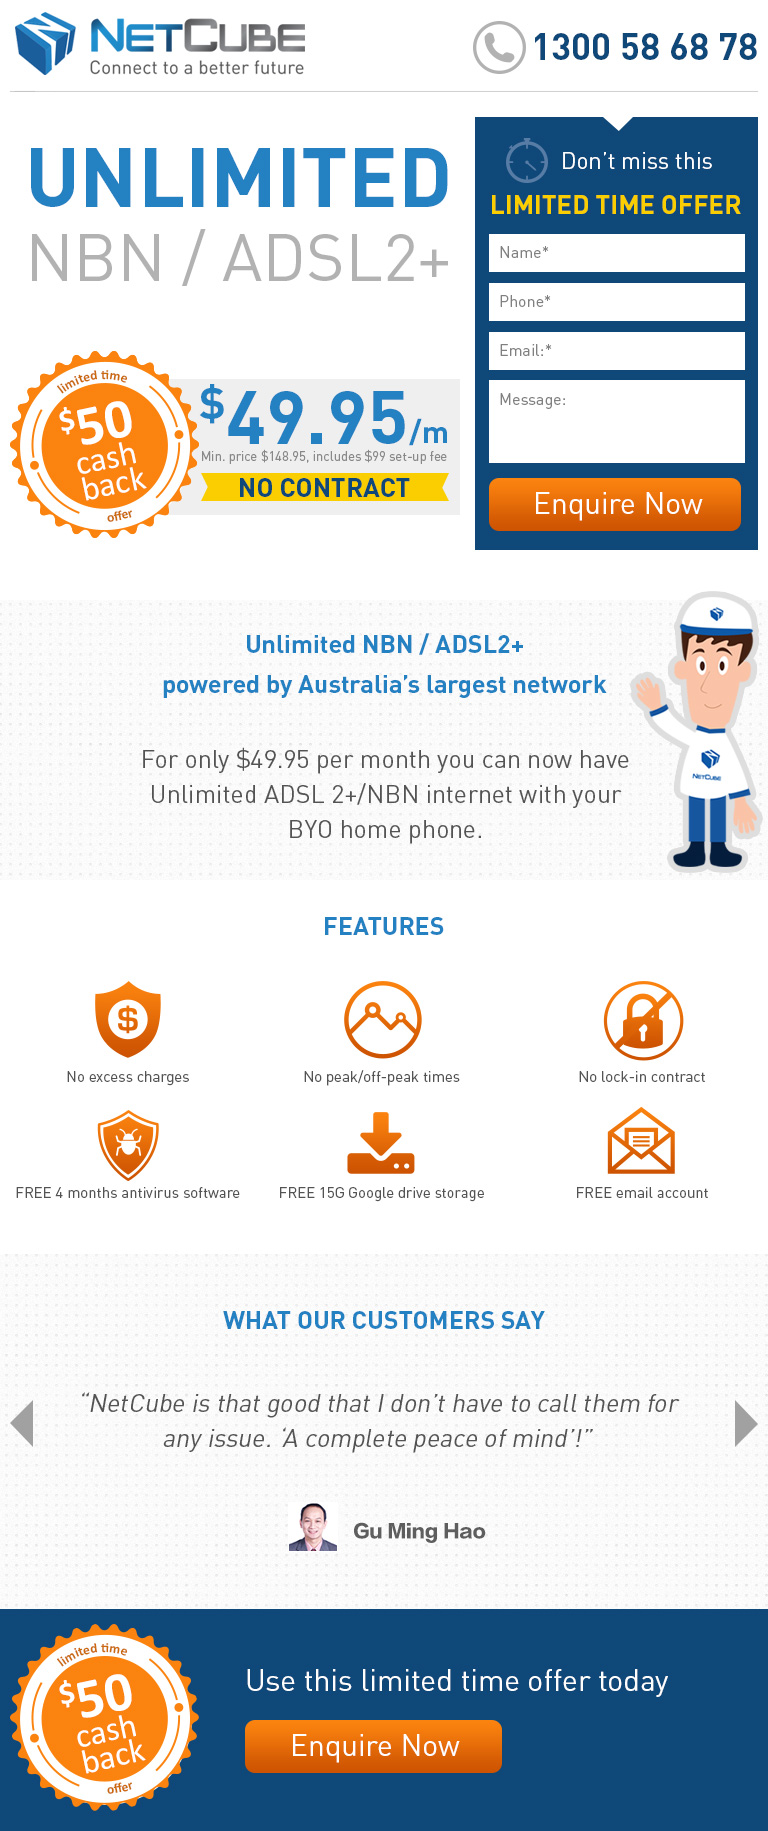 NETCUBE
Connect to a better future
1300 58 68 78
UNLIMITED
NBN / ADSL2+
limited time
$50
cash
back
offer
$49.95/m
Min. price $148.95, includes $99 set-up fee
NO CONTRACT
Don't miss this
LIMITED TIME OFFER
Name*
Phone*
Email:*
Message:
Enquire Now
Unlimited NBN / ADSL2+
powered by Australia's largest network
For only $49.95 per month you can now have
Unlimited ADSL 2+/NBN internet with your
BYO home phone.
NETCUBE
FEATURES
$
No excess charges
No peak/off-peak times
No lock-in contract
FREE 4 months antivirus software
FREE 15G Google drive storage
FREE email account
WHAT OUR CUSTOMERS SAY
“NetCube is that good that I don't have to call them for
any issue. ‘A complete peace of mind’!”
Gu Ming Hao
limited time
$50
cash
back
offer
Use this limited time offer today
Enquire Now